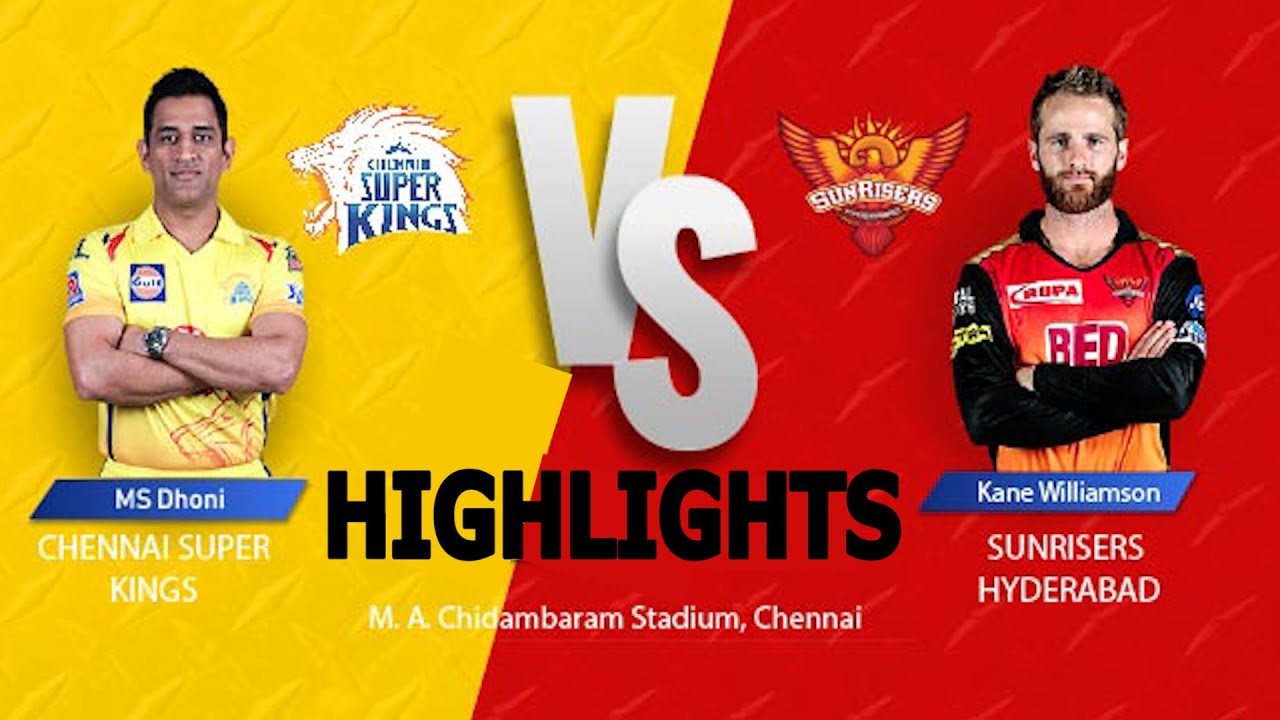 CHENNAI
SUPER
KINGS
VS
SUNRISERS
Gulf
RUPA
RED
MS Dhoni
CHENNAI SUPER
KINGS
HIGHLIGHTS
Kane Williamson
SUNRISERS
HYDERABAD
M. A. Chidambaram Stadium, Chennai